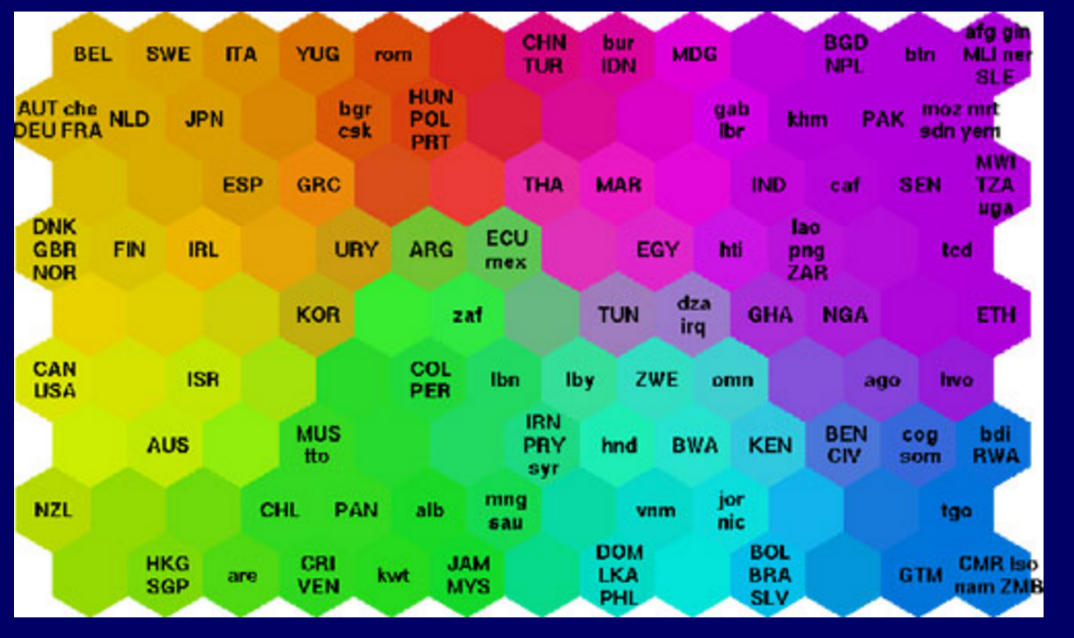 BEL SWE ITA YUG rom CHN TUR bur IDN MDG BGD NPL btn afg gin MLI ner SLE
AUT che DEU FRA NLD JPN bgr csk HUN POL PRT gab lbr khm PAK moz mrt sdn yem
ESP GRC THA MAR IND caf SEN MWI TZA uga
DNK GBR NOR FIN IRL URY ARG ECU mex EGY hti lao png ZAR tcd
KOR zaf TUN dza irq GHA NGA ETH
CAN USA ISR COL PER lbn lby ZWE omn ago hvo
AUS MUS tto IRN PRY syr hnd BWA KEN BEN CIV cog som bdi RWA
NZL CHL PAN alb mng sau vnm jor nic tgo
HKG SGP are CRI VEN kwt JAM MYS DOM LKA PHL BOL BRA SLV GTM CMR lso nam ZMB